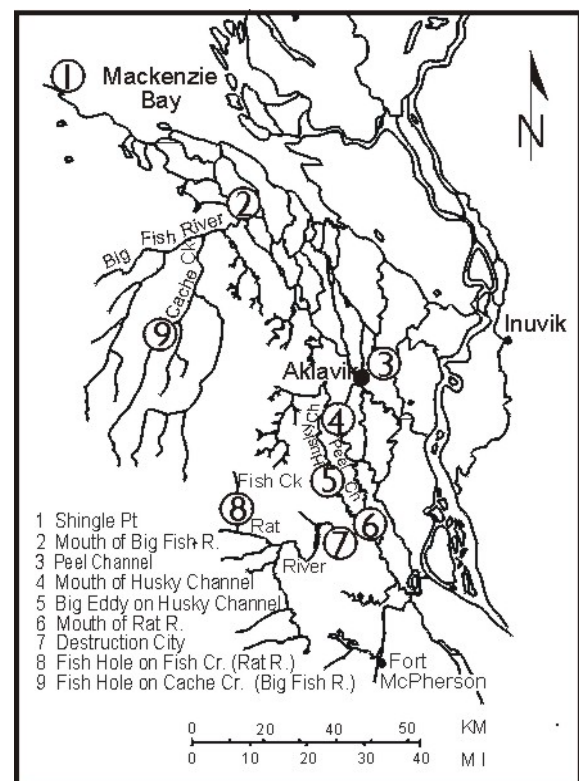 1
Mackenzie
Bay
N
2
Big Fish River
Cache Ck
9
Inuvik
3
Aklavik
4
Husky Ch
Peel Ch
5
Fish Ck
8
6
Rat
7
River
1 Shingle Pt
2 Mouth of Big Fish R.
3 Peel Channel
4 Mouth of Husky Channel
5 Big Eddy on Husky Channel
6 Mouth of Rat R.
7 Destruction City
8 Fish Hole on Fish Cr. (Rat R.)
9 Fish Hole on Cache Cr. (Big Fish R.)
Fort
McPherson
0 20 40 50 KM
0 10 20 30 40 MI